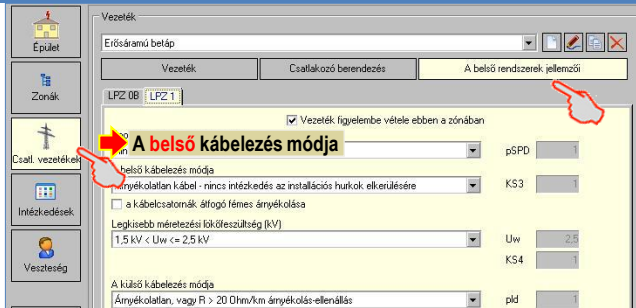 Vezeték
Épület
Erősáramú betáp
Vezeték
Csatlakozó berendezés
A belső rendszerek jellemzői
Zónák
LPZ 0B
LPZ 1
Vezeték figyelembe vétele ebben a zónában
A belső kábelezés módja
pSPD 1
Csatl. vezetékek
belső kábelezés módja
Árnyékolatlan kábel - nincs intézkedés az installációs hurkok elkerülésére
KS3 1
Intézkedések
a kábelcsatornák átfogó fémes árnyékolása
Legkisebb méretezési lökőfeszültség (kV)
1,5 kV < Uw <= 2,5 kV
Uw 2,5
Veszteség
KS4 1
A külső kábelezés módja
Árnyékolatlan, vagy R > 20 Ohm/km árnyékolás-ellenállás
pld 1